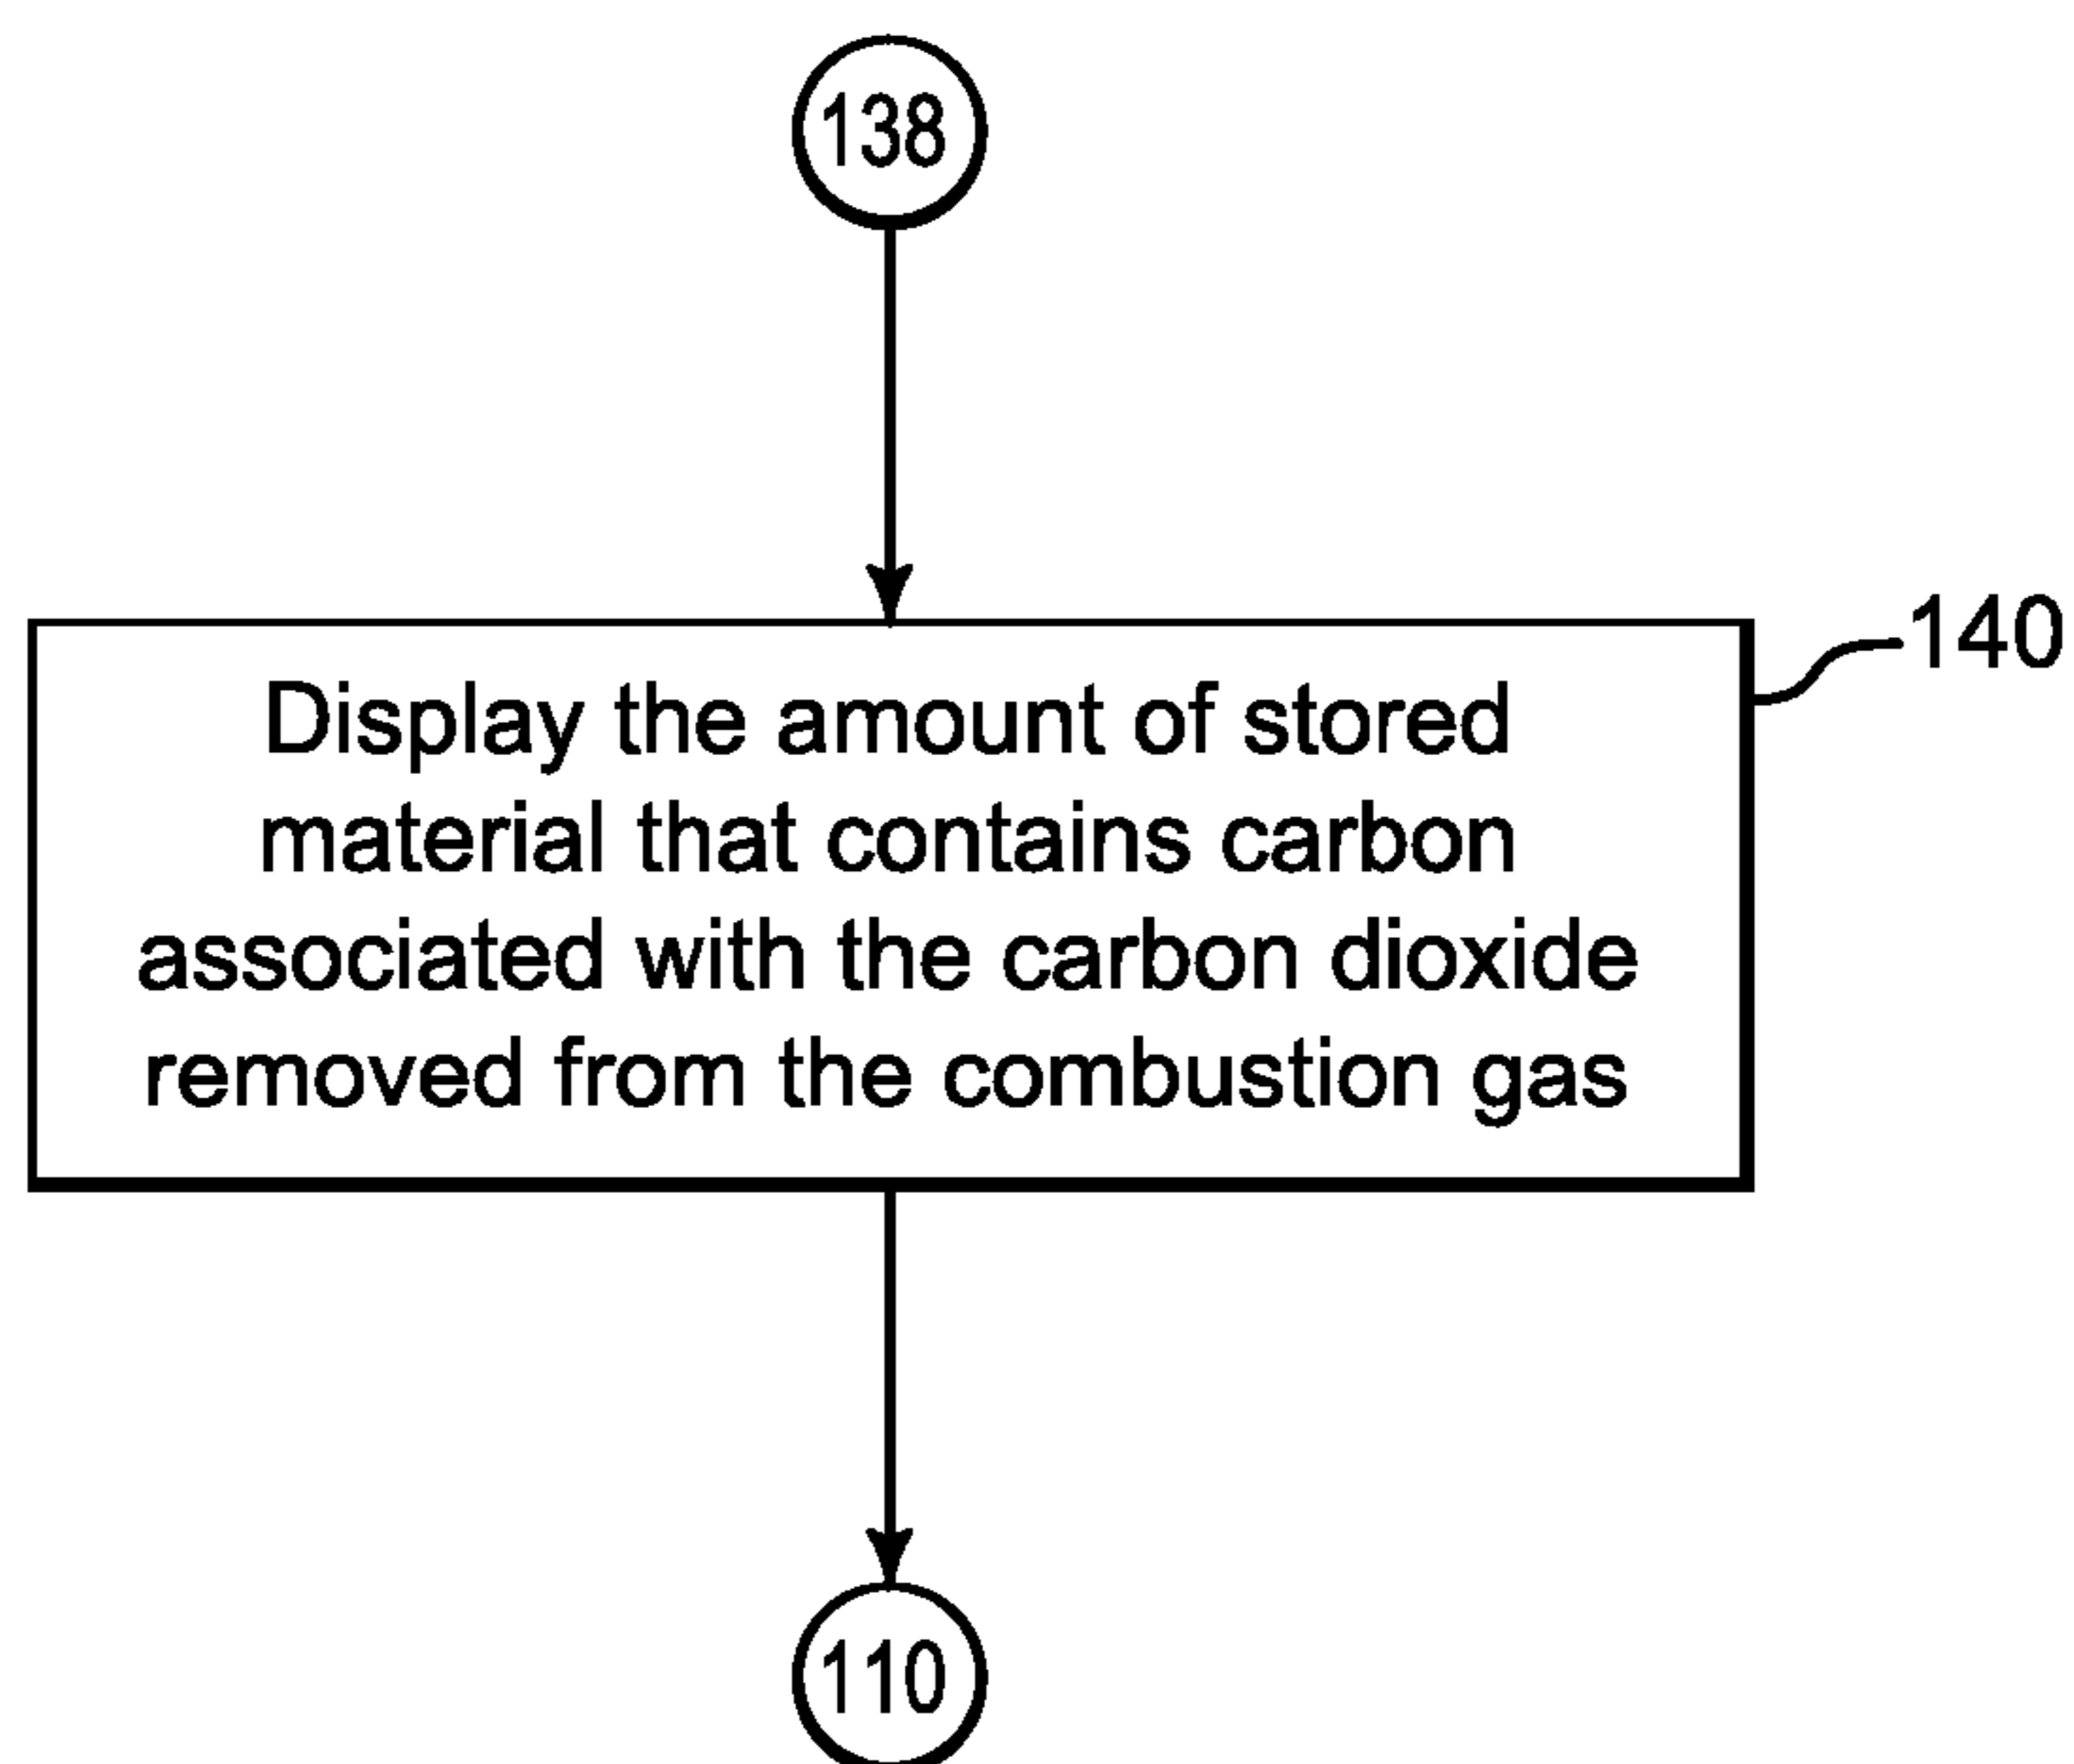 138
140
Display the amount of stored
material that contains carbon
associated with the carbon dioxide
removed from the combustion gas
110